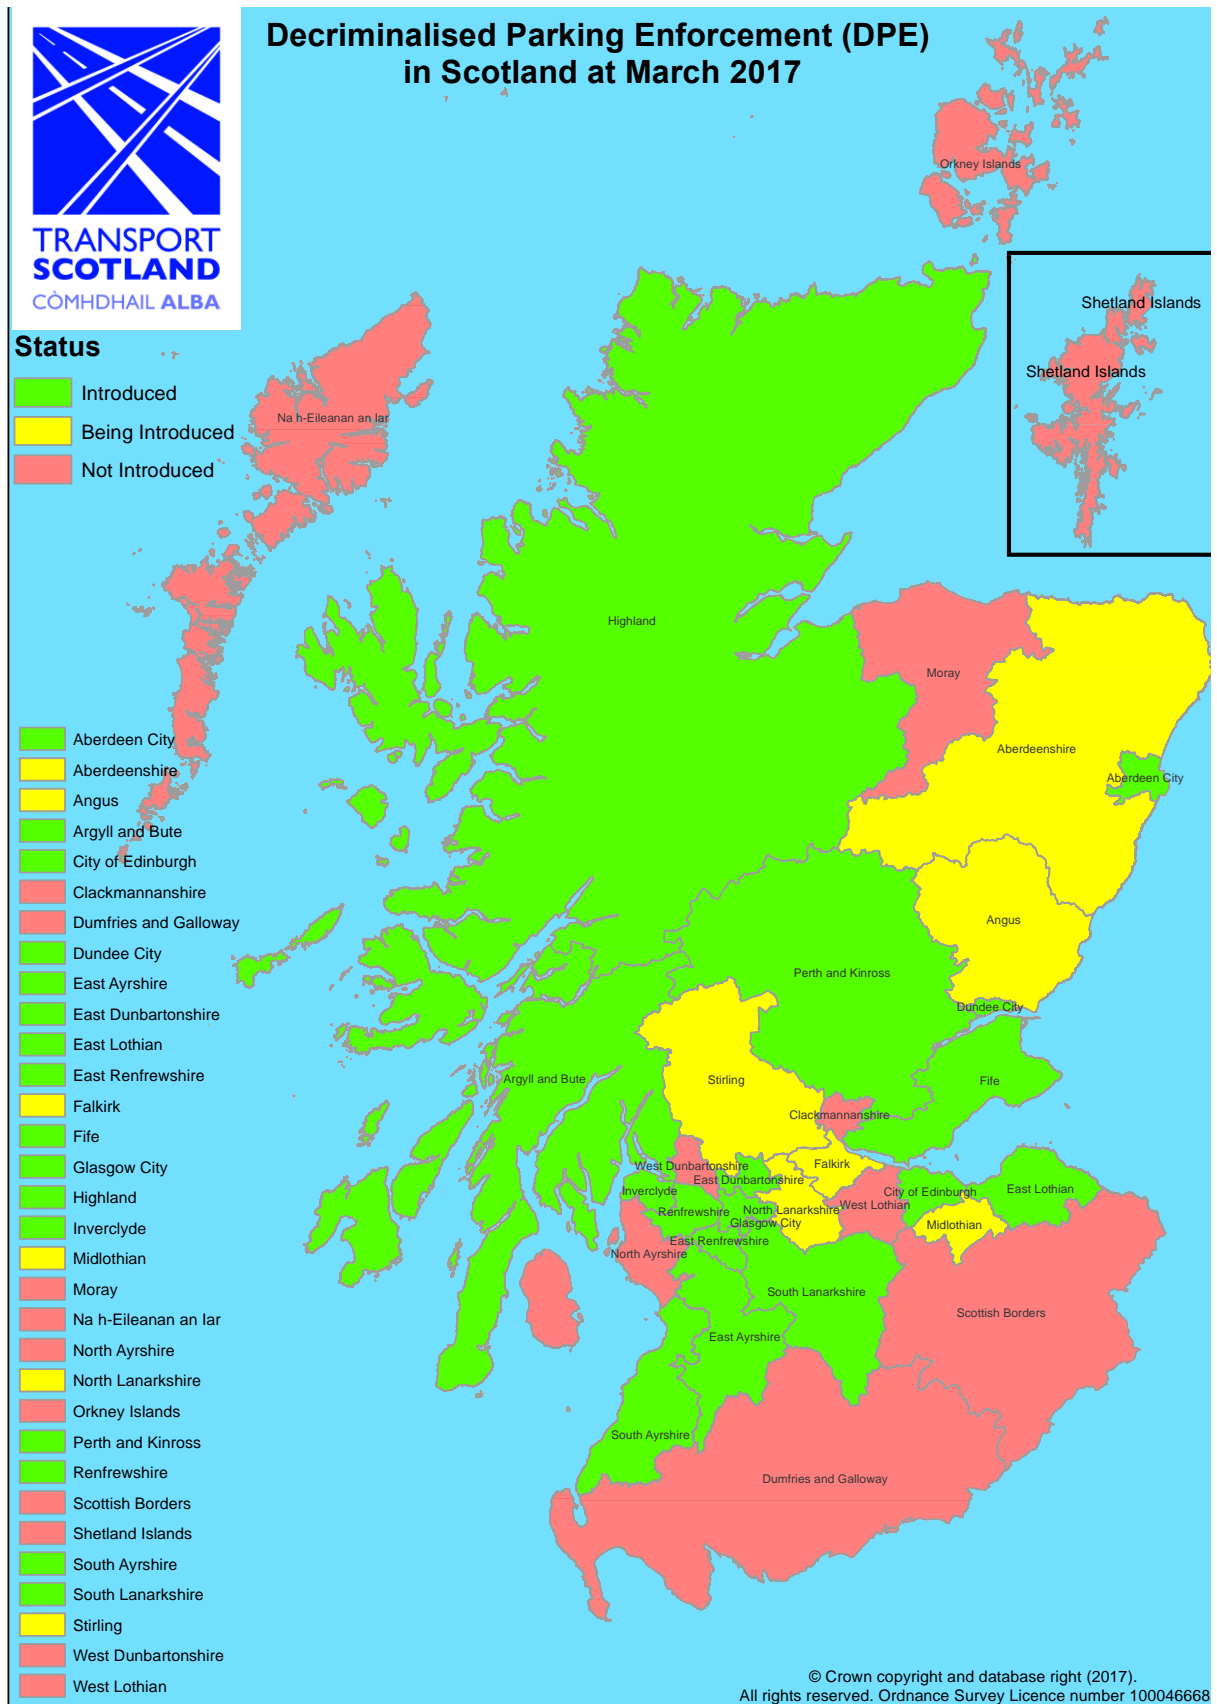 Decriminalised Parking Enforcement (DPE)
in Scotland at March 2017
TRANSPORT
SCOTLAND
CÒMHDHAIL ALBA
Status
Introduced
Being Introduced
Not Introduced
Aberdeen City
Aberdeenshire
Angus
Argyll and Bute
City of Edinburgh
Clackmannanshire
Dumfries and Galloway
Dundee City
East Ayrshire
East Dunbartonshire
East Lothian
East Renfrewshire
Falkirk
Fife
Glasgow City
Highland
Inverclyde
Midlothian
Moray
Na h-Eileanan an Iar
North Ayrshire
North Lanarkshire
Orkney Islands
Perth and Kinross
Renfrewshire
Scottish Borders
Shetland Islands
South Ayrshire
South Lanarkshire
Stirling
West Dunbartonshire
West Lothian
Orkney Islands
Shetland Islands
Shetland Islands
Na h-Eileanan an Iar
Highland
Moray
Aberdeenshire
Aberdeen City
Angus
Perth and Kinross
Dundee City
Argyll and Bute
Stirling
Fife
Clackmannanshire
West Dunbartonshire
Falkirk
East Dunbartonshire
Inverclyde
City of Edinburgh
East Lothian
Renfrewshire
North Lanarkshire
West Lothian
Glasgow City
Midlothian
East Renfrewshire
North Ayrshire
South Lanarkshire
Scottish Borders
East Ayrshire
South Ayrshire
Dumfries and Galloway
© Crown copyright and database right (2017).
All rights reserved. Ordnance Survey Licence number 100046668